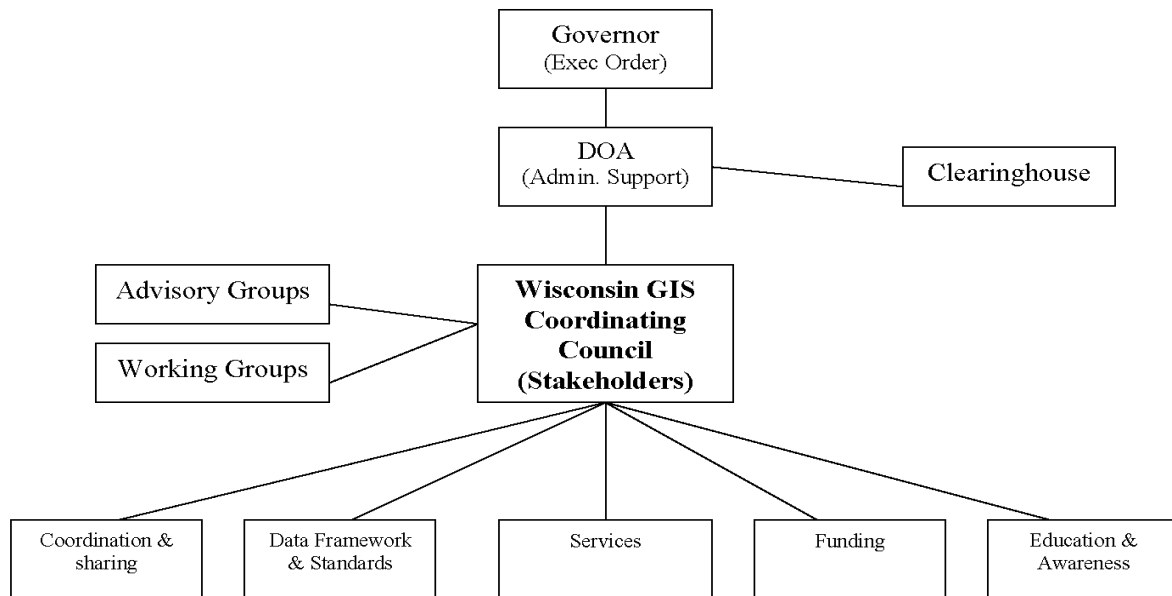 Governor
(Exec Order)
DOA
(Admin. Support)
Clearinghouse
Advisory Groups
Working Groups
Wisconsin GIS
Coordinating
Council
(Stakeholders)
Coordination &
sharing
Data Framework
& Standards
Services
Funding
Education &
Awareness